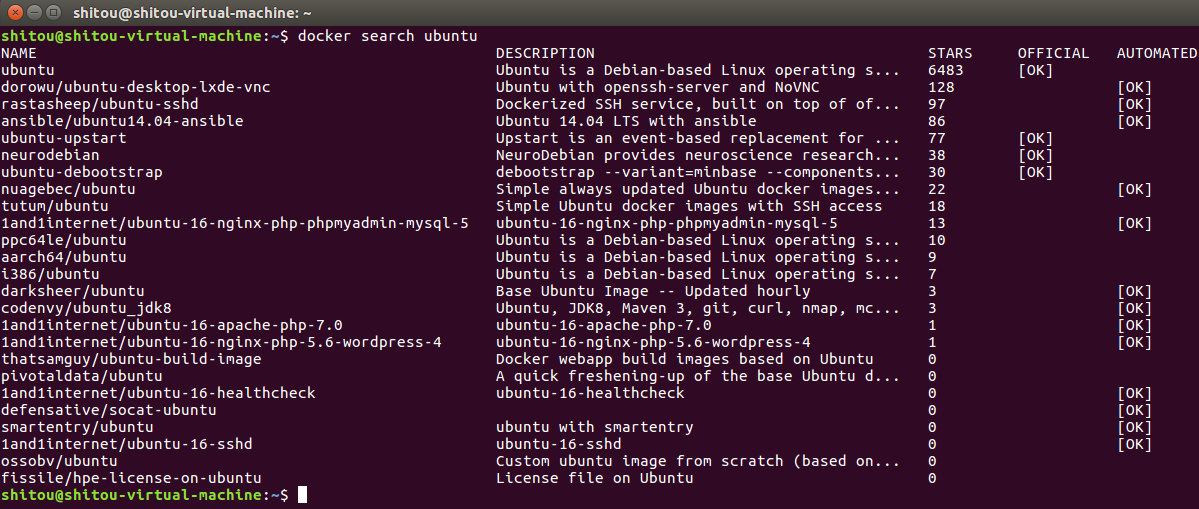 shitou@shitou-virtual-machine: ~
shitou@shitou-virtual-machine:~$ docker search ubuntu
NAME DESCRIPTION STARS OFFICIAL AUTOMATED
ubuntu Ubuntu is a Debian-based Linux operating s... 6483 [OK]
dorowu/ubuntu-desktop-lxde-vnc Ubuntu with openssh-server and NoVNC 128 [OK]
rastasheep/ubuntu-sshd Dockerized SSH service, built on top of of... 97 [OK]
ansible/ubuntu14.04-ansible Ubuntu 14.04 LTS with ansible 86 [OK]
ubuntu-upstart Upstart is an event-based replacement for ... 77 [OK]
neurodebian NeuroDebian provides neuroscience research... 38 [OK]
ubuntu-debootstrap debootstrap --variant=minbase --components... 30 [OK]
nuagebec/ubuntu Simple always updated Ubuntu docker images... 22 [OK]
tutum/ubuntu Simple Ubuntu docker images with SSH access 18
1and1internet/ubuntu-16-nginx-php-phpmyadmin-mysql-5 ubuntu-16-nginx-php-phpmyadmin-mysql-5 13 [OK]
ppc64le/ubuntu Ubuntu is a Debian-based Linux operating s... 10
aarch64/ubuntu Ubuntu is a Debian-based Linux operating s... 9
i386/ubuntu Ubuntu is a Debian-based Linux operating s... 7
darksheer/ubuntu Base Ubuntu Image -- Updated hourly 3 [OK]
codenvy/ubuntu_jdk8 Ubuntu, JDK8, Maven 3, git, curl, nmap, mc... 3 [OK]
1and1internet/ubuntu-16-apache-php-7.0 ubuntu-16-apache-php-7.0 1 [OK]
1and1internet/ubuntu-16-nginx-php-5.6-wordpress-4 ubuntu-16-nginx-php-5.6-wordpress-4 1 [OK]
thatsamguy/ubuntu-build-image Docker webapp build images based on Ubuntu 0
pivotaldata/ubuntu A quick freshening-up of the base Ubuntu d... 0
1and1internet/ubuntu-16-healthcheck ubuntu-16-healthcheck 0 [OK]
defensative/socat-ubuntu 0 [OK]
smartentry/ubuntu ubuntu with smartentry 0 [OK]
1and1internet/ubuntu-16-sshd ubuntu-16-sshd 0 [OK]
ossobv/ubuntu Custom ubuntu image from scratch (based on... 0
fissile/hpe-license-on-ubuntu License file on Ubuntu 0
shitou@shitou-virtual-machine:~$